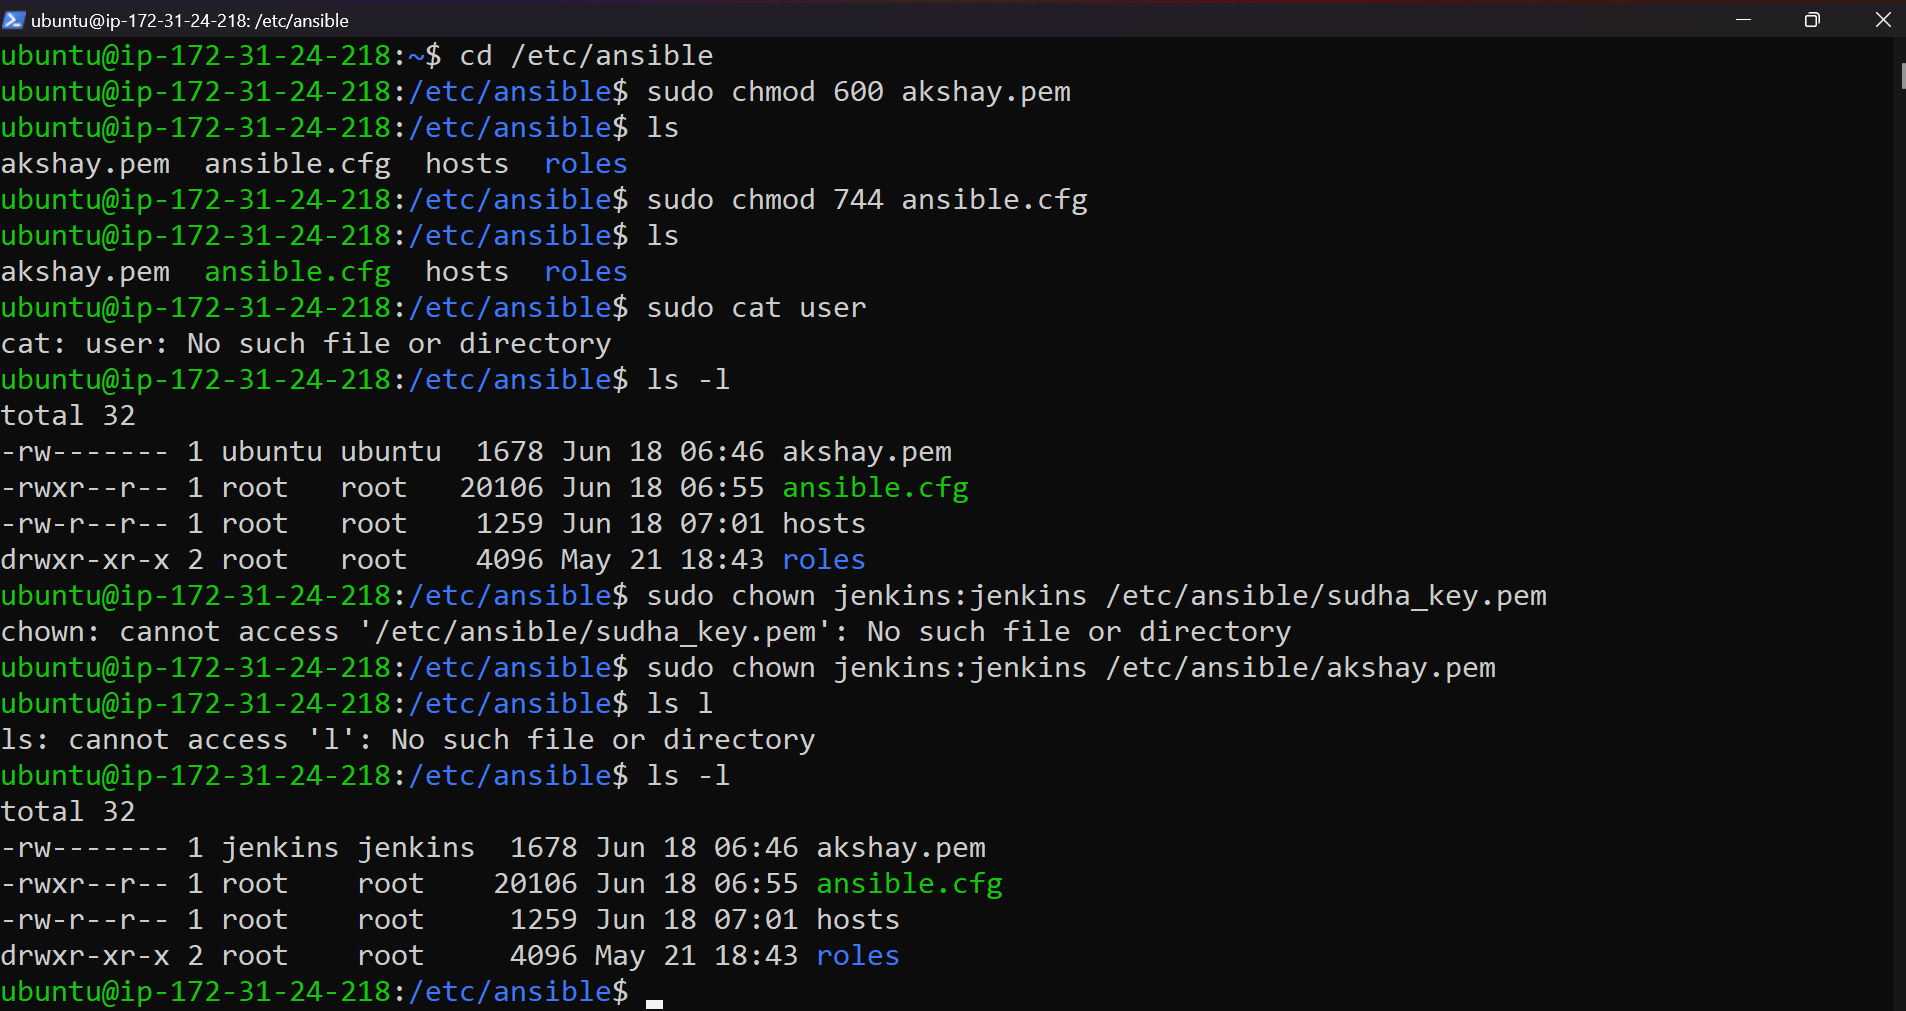 ubuntu@ip-172-31-24-218: /etc/ansible
ubuntu@ip-172-31-24-218:~$ cd /etc/ansible
ubuntu@ip-172-31-24-218:/etc/ansible$ sudo chmod 600 akshay.pem
ubuntu@ip-172-31-24-218:/etc/ansible$ ls
akshay.pem  ansible.cfg  hosts  roles
ubuntu@ip-172-31-24-218:/etc/ansible$ sudo chmod 744 ansible.cfg
ubuntu@ip-172-31-24-218:/etc/ansible$ ls
akshay.pem  ansible.cfg  hosts  roles
ubuntu@ip-172-31-24-218:/etc/ansible$ sudo cat user
cat: user: No such file or directory
ubuntu@ip-172-31-24-218:/etc/ansible$ ls -l
total 32
-rw------- 1 ubuntu ubuntu  1678 Jun 18 06:46 akshay.pem
-rwxr--r-- 1 root   root   20106 Jun 18 06:55 ansible.cfg
-rw-r--r-- 1 root   root    1259 Jun 18 07:01 hosts
drwxr-xr-x 2 root   root    4096 May 21 18:43 roles
ubuntu@ip-172-31-24-218:/etc/ansible$ sudo chown jenkins:jenkins /etc/ansible/sudha_key.pem
chown: cannot access '/etc/ansible/sudha_key.pem': No such file or directory
ubuntu@ip-172-31-24-218:/etc/ansible$ sudo chown jenkins:jenkins /etc/ansible/akshay.pem
ubuntu@ip-172-31-24-218:/etc/ansible$ ls l
ls: cannot access 'l': No such file or directory
ubuntu@ip-172-31-24-218:/etc/ansible$ ls -l
total 32
-rw------- 1 jenkins jenkins  1678 Jun 18 06:46 akshay.pem
-rwxr--r-- 1 root    root    20106 Jun 18 06:55 ansible.cfg
-rw-r--r-- 1 root    root     1259 Jun 18 07:01 hosts
drwxr-xr-x 2 root    root     4096 May 21 18:43 roles
ubuntu@ip-172-31-24-218:/etc/ansible$